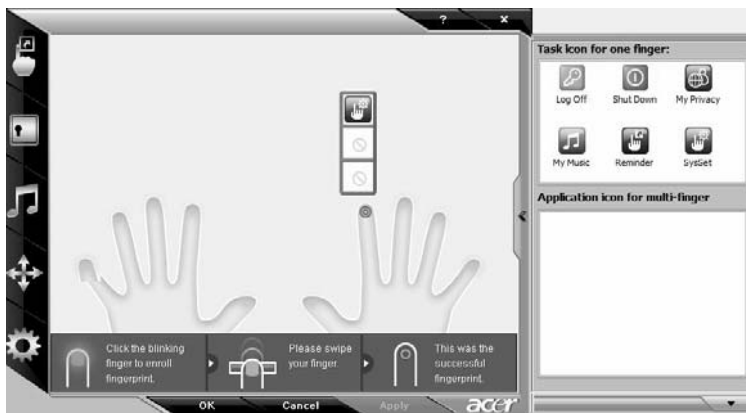 ?
x
Task icon for one finger:
Log Off
Shut Down
My Privacy
My Music
Reminder
SysSet
Application icon for multi-finger
Click the blinking
finger to enroll
fingerprint.
Please swipe
your finger.
This was the
successful
fingerprint.
OK
Cancel
Apply
acer